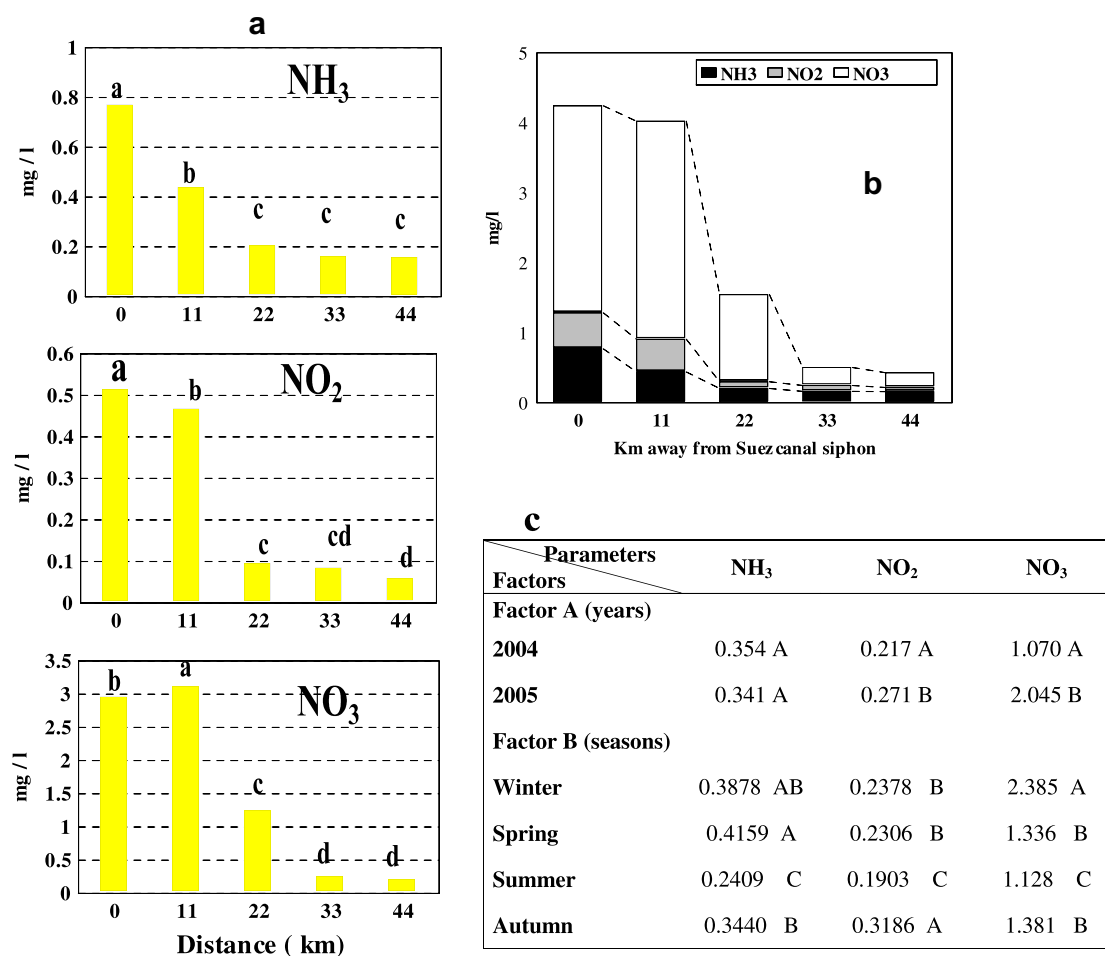 a
NH3
mg / l
1
0.8
0.6
0.4
0.2
0
a
b
c
c
c
0 11 22 33 44
NO2
mg / l
0.6
0.5
0.4
0.3
0.2
0.1
0
a
b
c
cd
d
0 11 22 33 44
NO3
mg / l
3.5
3
2.5
2
1.5
1
0.5
0
b
a
c
d
d
0 11 22 33 44
Distance ( km)
b
NH3 NO2 NO3
mg/l
5
4
3
2
1
0
0 11 22 33 44
Km away from Suez canal siphon
c
Parameters
Factors
NH3 NO2 NO3
Factor A (years)
2004 0.354 A 0.217 A 1.070 A
2005 0.341 A 0.271 B 2.045 B
Factor B (seasons)
Winter 0.3878 AB 0.2378 B 2.385 A
Spring 0.4159 A 0.2306 B 1.336 B
Summer 0.2409 C 0.1903 C 1.128 C
Autumn 0.3440 B 0.3186 A 1.381 B